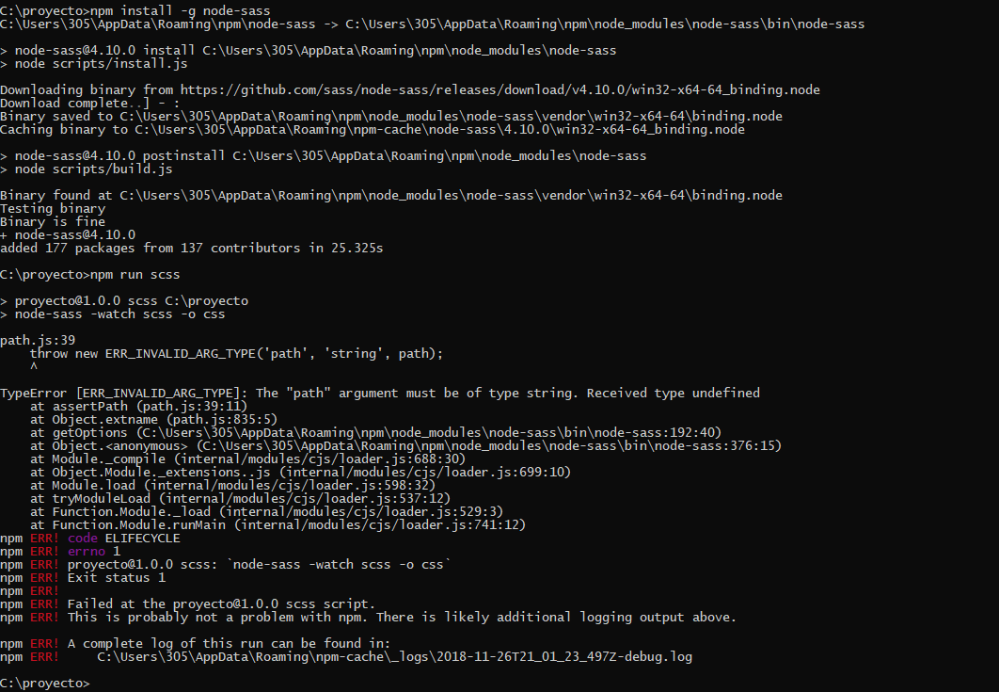 C:\proyecto>npm install -g node-sass
C:\Users\305\AppData\Roaming\npm\node-sass -> C:\Users\305\AppData\Roaming\npm\node_modules\node-sass\bin\node-sass
> node-sass@4.10.0 install C:\Users\305\AppData\Roaming\npm\node_modules\node-sass
> node scripts/install.js
Downloading binary from https://github.com/sass/node-sass/releases/download/v4.10.0/win32-x64-64_binding.node
Download complete..] - :
Binary saved to C:\Users\305\AppData\Roaming\npm\node_modules\node-sass\vendor\win32-x64-64\binding.node
Caching binary to C:\Users\305\AppData\Roaming\npm-cache\node-sass\4.10.0\win32-x64-64_binding.node
> node-sass@4.10.0 postinstall C:\Users\305\AppData\Roaming\npm\node_modules\node-sass
> node scripts/build.js
Binary found at C:\Users\305\AppData\Roaming\npm\node_modules\node-sass\vendor\win32-x64-64\binding.node
Testing binary
Binary is fine
+ node-sass@4.10.0
added 177 packages from 137 contributors in 25.325s
C:\proyecto>npm run scss
> proyecto@1.0.0 scss C:\proyecto
> node-sass -watch scss -o css
path.js:39
    throw new ERR_INVALID_ARG_TYPE('path', 'string', path);
    ^
TypeError [ERR_INVALID_ARG_TYPE]: The "path" argument must be of type string. Received type undefined
    at assertPath (path.js:39:11)
    at Object.extname (path.js:835:5)
    at getOptions (C:\Users\305\AppData\Roaming\npm\node_modules\node-sass\bin\node-sass:192:40)
    at Object.<anonymous> (C:\Users\305\AppData\Roaming\npm\node_modules\node-sass\bin\node-sass:376:15)
    at Module._compile (internal/modules/cjs/loader.js:688:30)
    at Object.Module._extensions..js (internal/modules/cjs/loader.js:699:10)
    at Module.load (internal/modules/cjs/loader.js:598:32)
    at tryModuleLoad (internal/modules/cjs/loader.js:537:12)
    at Function.Module._load (internal/modules/cjs/loader.js:529:3)
    at Function.Module.runMain (internal/modules/cjs/loader.js:741:12)
npm ERR! code ELIFECYCLE
npm ERR! errno 1
npm ERR! proyecto@1.0.0 scss: `node-sass -watch scss -o css`
npm ERR! Exit status 1
npm ERR!
npm ERR! Failed at the proyecto@1.0.0 scss script.
npm ERR! This is probably not a problem with npm. There is likely additional logging output above.
npm ERR! A complete log of this run can be found in:
npm ERR!     C:\Users\305\AppData\Roaming\npm-cache\_logs\2018-11-26T21_01_23_497Z-debug.log
C:\proyecto>